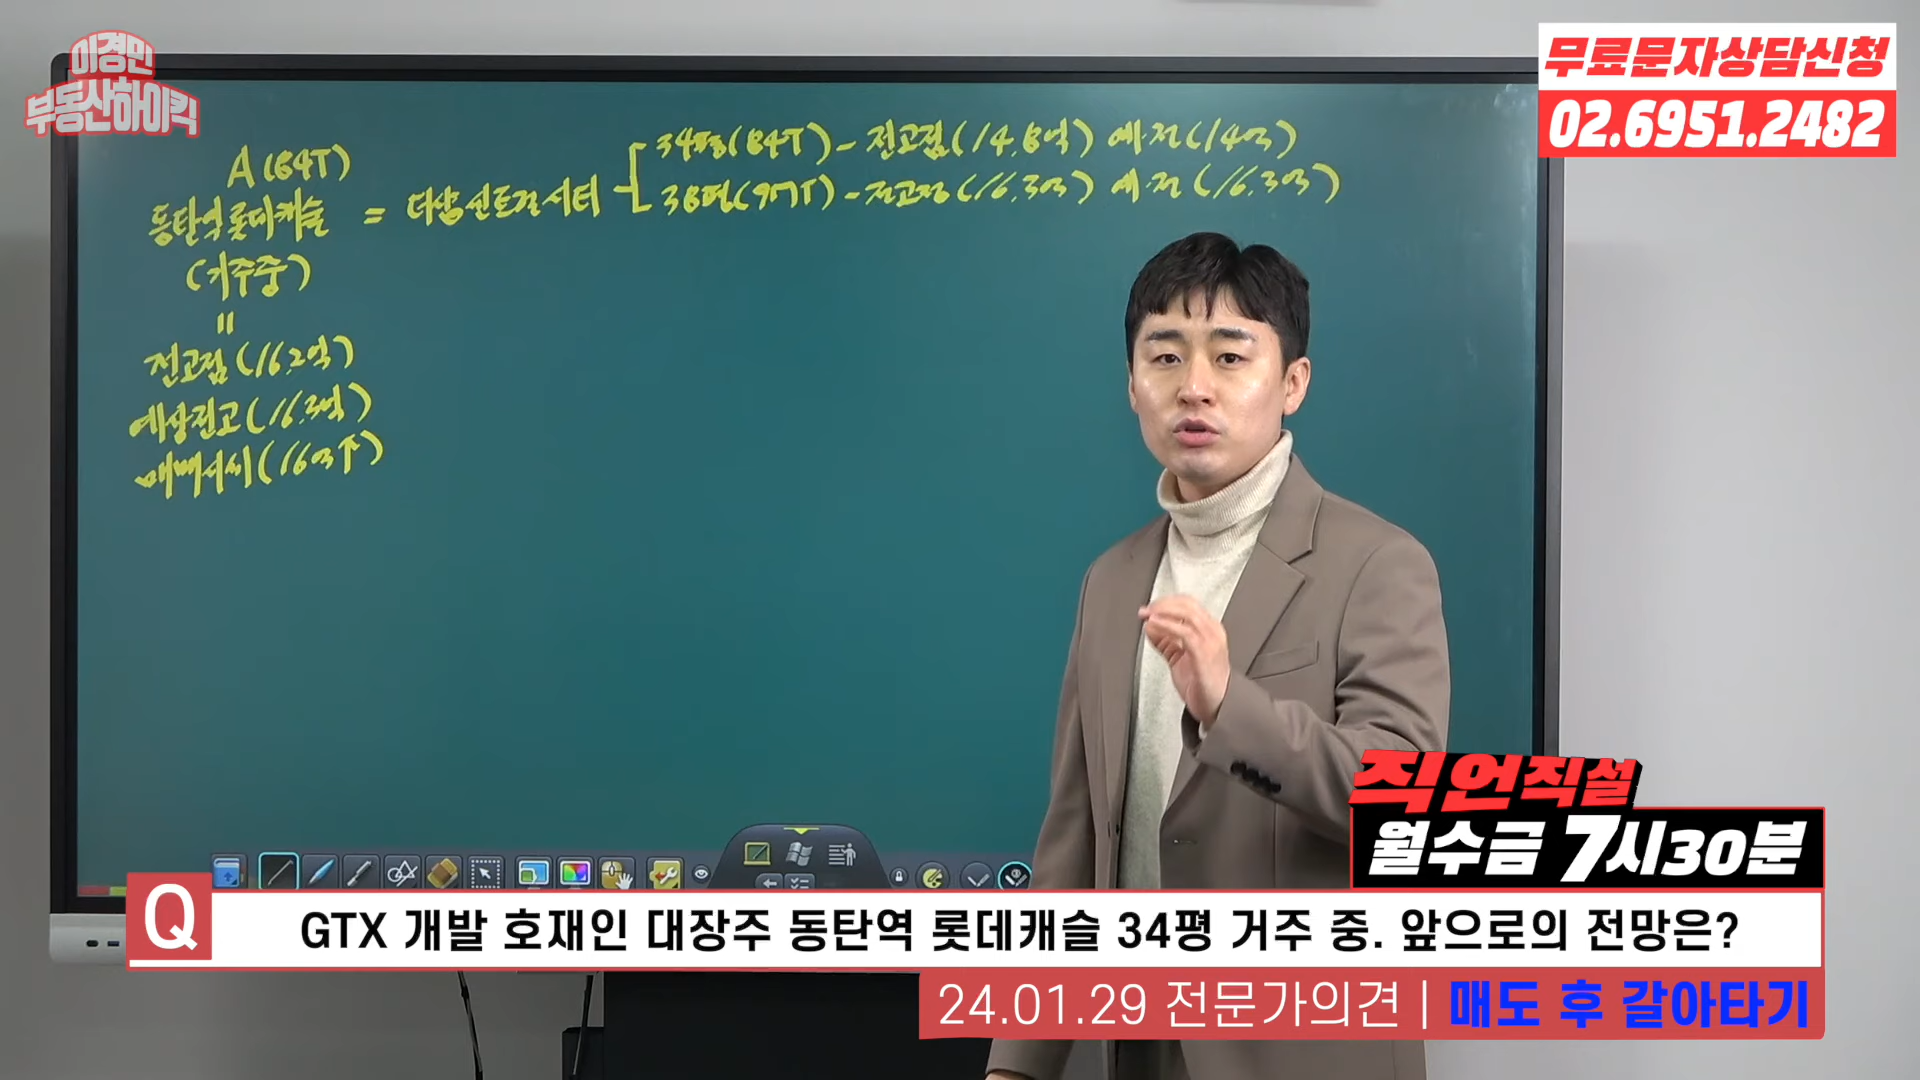 이경민
부동산하이킥
무료문자상담신청
02.6951.2482
A(84T)
동탄역롯데캐슬
(거주중)
=
전고점(16.2억)
예상전고(16.3억)
매매시세(16억↑)
= 다산센트럴시티
34평(84T)-전고점(14.8억) 예·전(14억)
38평(97T)-전고점(16.3억) 예·전(16.3억)
직언직설
월수금 7시30분
Q GTX 개발 호재인 대장주 동탄역 롯데캐슬 34평 거주 중. 앞으로의 전망은?
24.01.29 전문가의견 | 매도 후 갈아타기